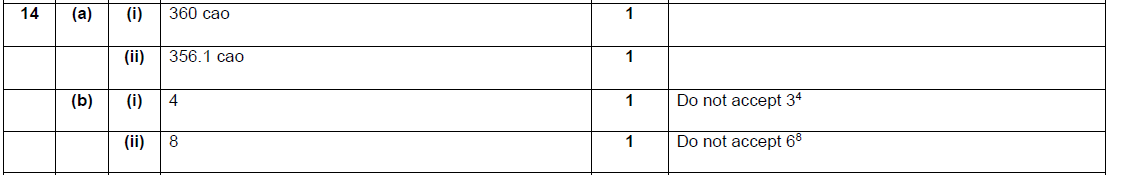 14 (a) (i) 360 cao 1
(ii) 356.1 cao 1
(b) (i) 4 1 Do not accept 3⁴
(ii) 8 1 Do not accept 6⁸